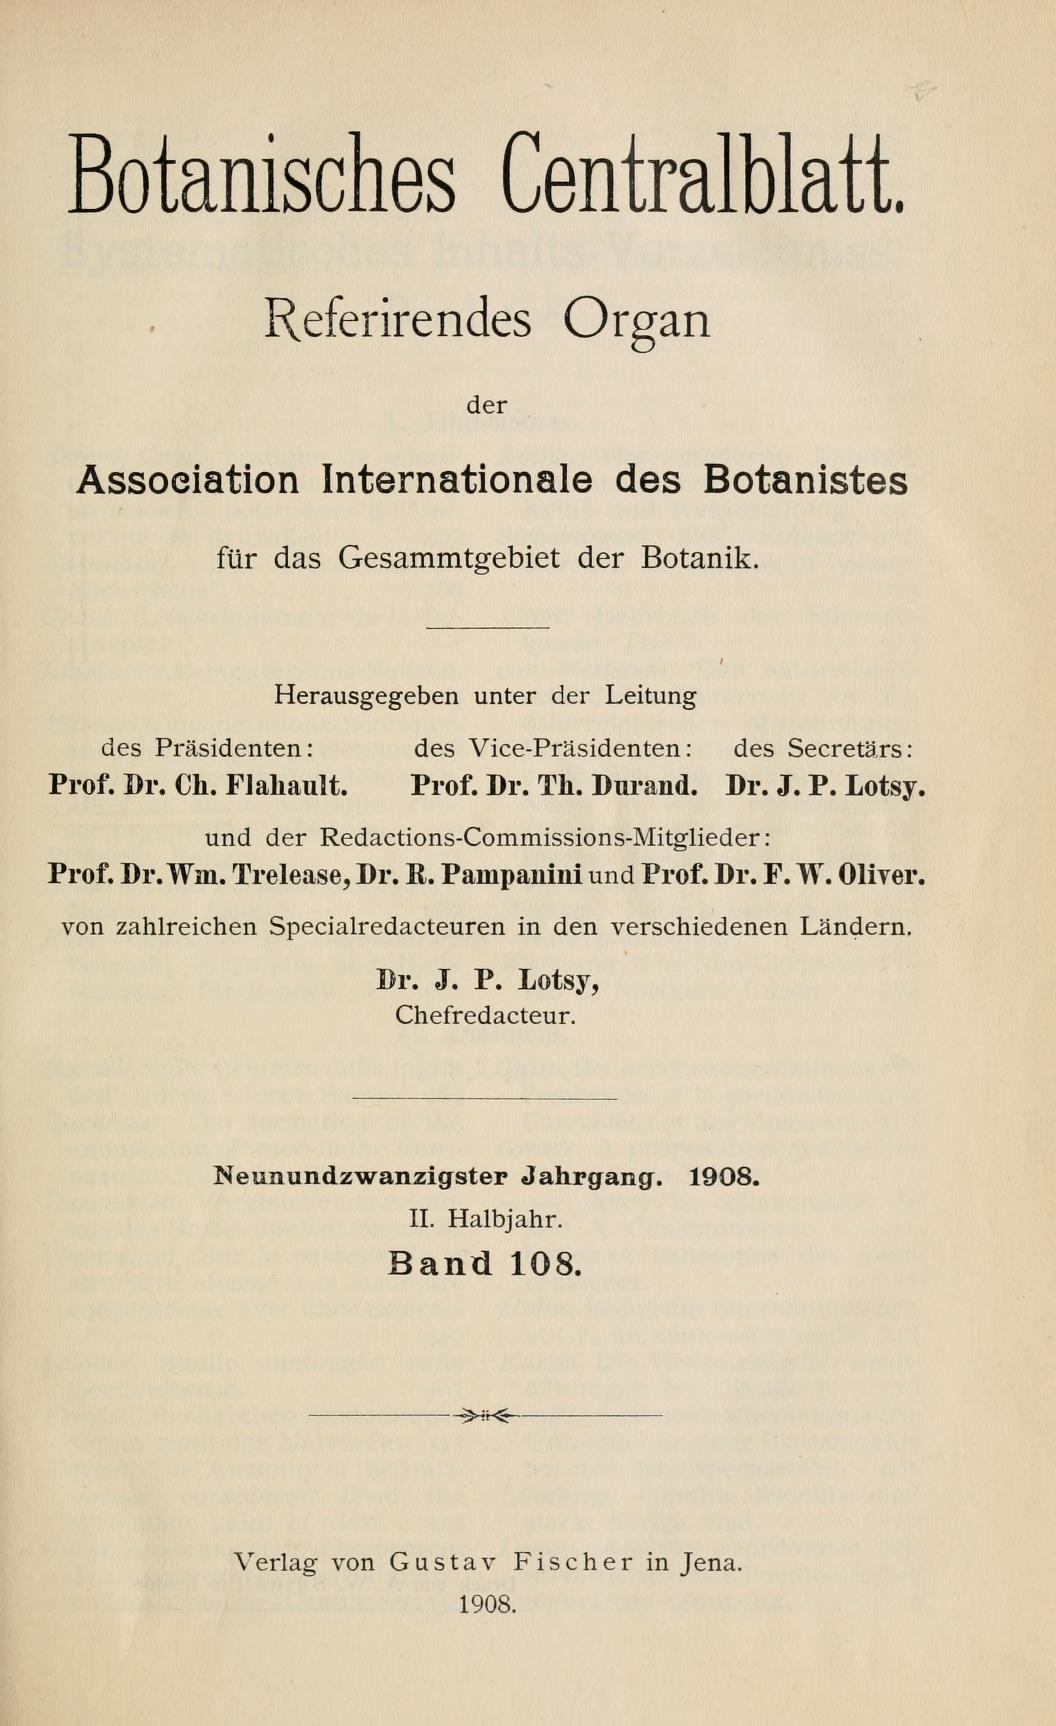 Botanisches Centralblatt.
Referirendes Organ
der
Association Internationale des Botanistes
für das Gesammtgebiet der Botanik.
Herausgegeben unter der Leitung
des Präsidenten: des Vice-Präsidenten: des Secretärs:
Prof. Dr. Ch. Flahault. Prof. Dr. Th. Durand. Dr. J. P. Lotsy.
und der Redactions-Commissions-Mitglieder:
Prof. Dr. Wm. Trelease, Dr. R. Pampanini und Prof. Dr. F. W. Oliver.
von zahlreichen Specialredacteuren in den verschiedenen Ländern.
Dr. J. P. Lotsy,
Chefredacteur.
Neunundzwanzigster Jahrgang. 1908.
II. Halbjahr.
Band 108.
Verlag von Gustav Fischer in Jena.
1908.